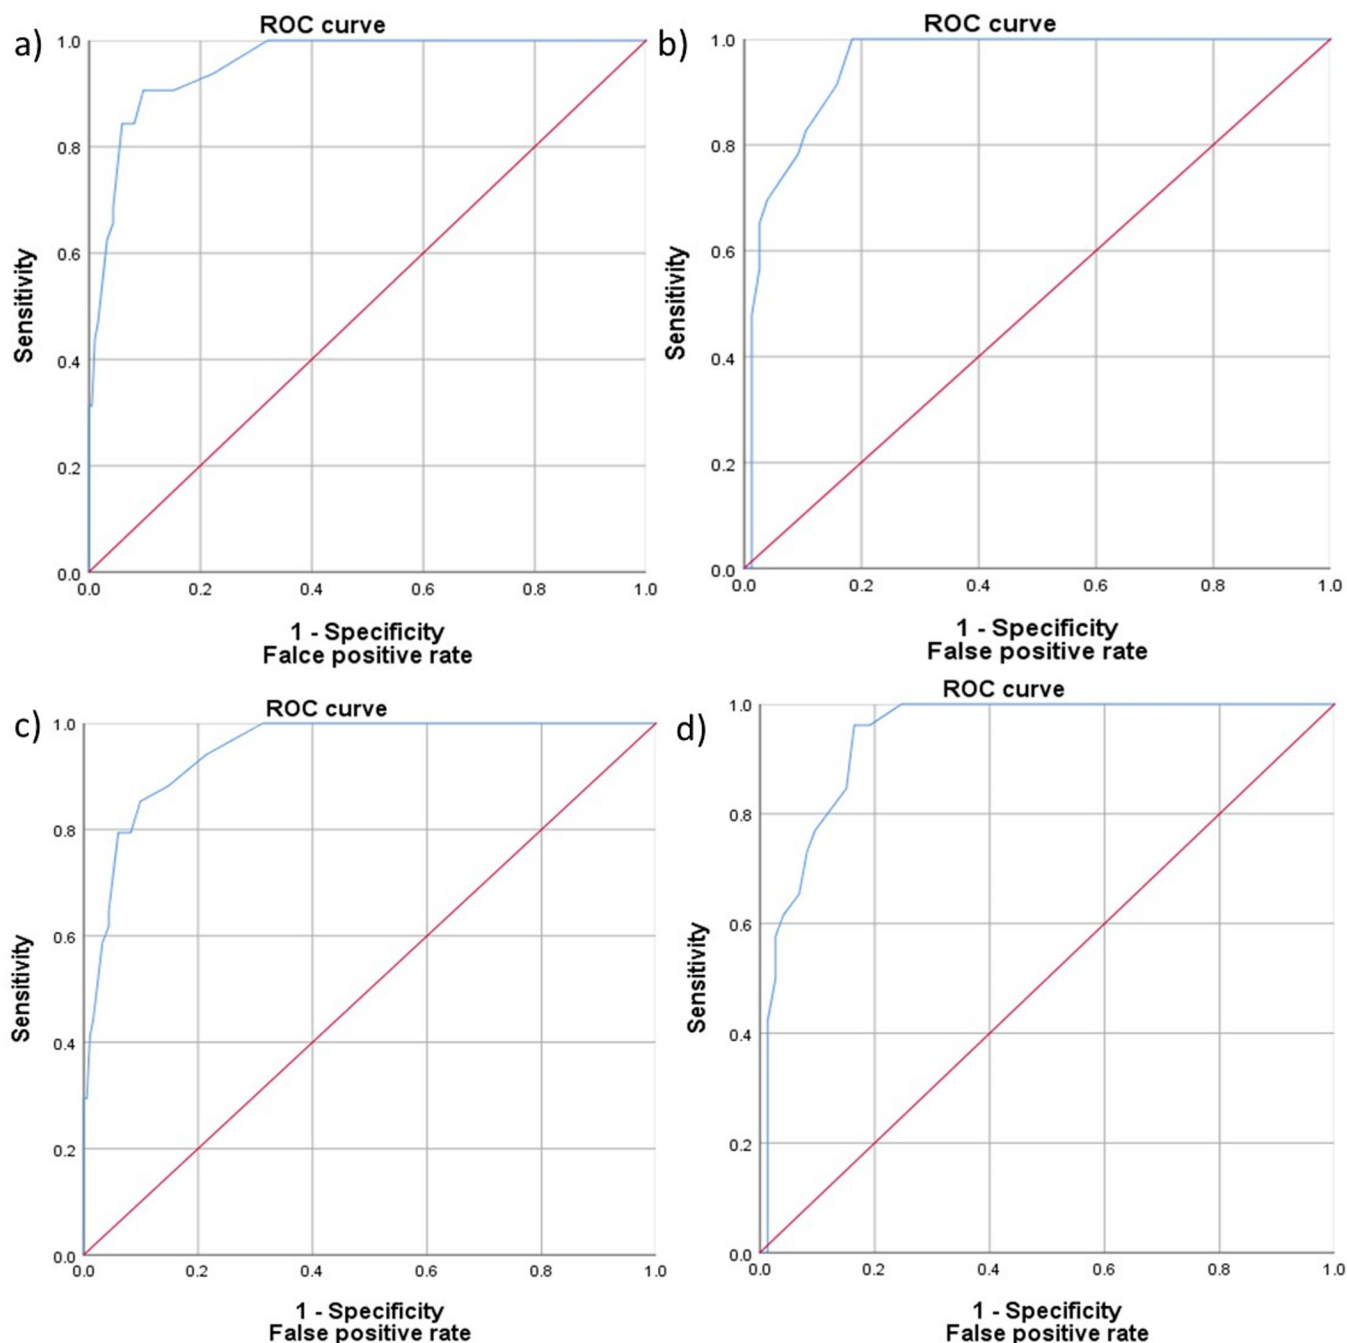 a)
ROC curve
1.0
0.8
0.6
0.4
0.2
0.0
Sensitivity
0.0 0.2 0.4 0.6 0.8 1.0
1 - Specificity
Falce positive rate
b)
ROC curve
1.0
0.8
0.6
0.4
0.2
0.0
Sensitivity
0.0 0.2 0.4 0.6 0.8 1.0
1 - Specificity
False positive rate
c)
ROC curve
1.0
0.8
0.6
0.4
0.2
0.0
Sensitivity
0.0 0.2 0.4 0.6 0.8 1.0
1 - Specificity
False positive rate
d)
ROC curve
1.0
0.8
0.6
0.4
0.2
0.0
Sensitivity
0.0 0.2 0.4 0.6 0.8 1.0
1 - Specificity
False positive rate